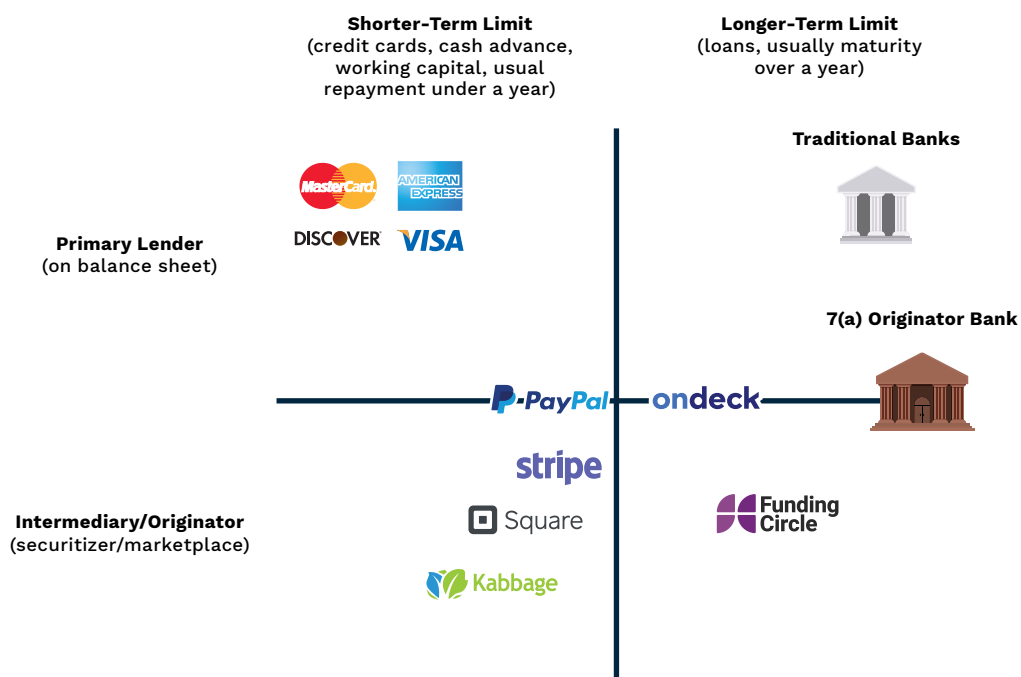 Shorter-Term Limit
(credit cards, cash advance,
working capital, usual
repayment under a year)
Longer-Term Limit
(loans, usually maturity
over a year)
Traditional Banks
MasterCard.
AMERICAN
EXPRESS
DISCOVER
VISA
Primary Lender
(on balance sheet)
7(a) Originator Bank
PayPal
ondeck
stripe
Square
Funding
Circle
Intermediary/Originator
(securitizer/marketplace)
Kabbage